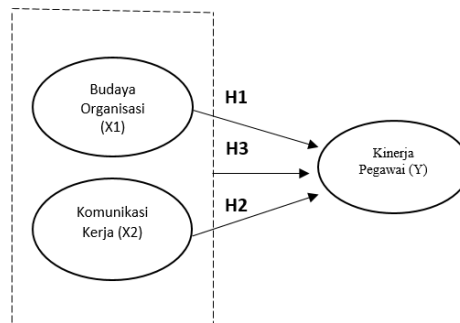 Budaya
Organisasi
(X1)
H1
H3
Kinerja
Pegawai (Y)
Komunikasi
Kerja (X2)
H2